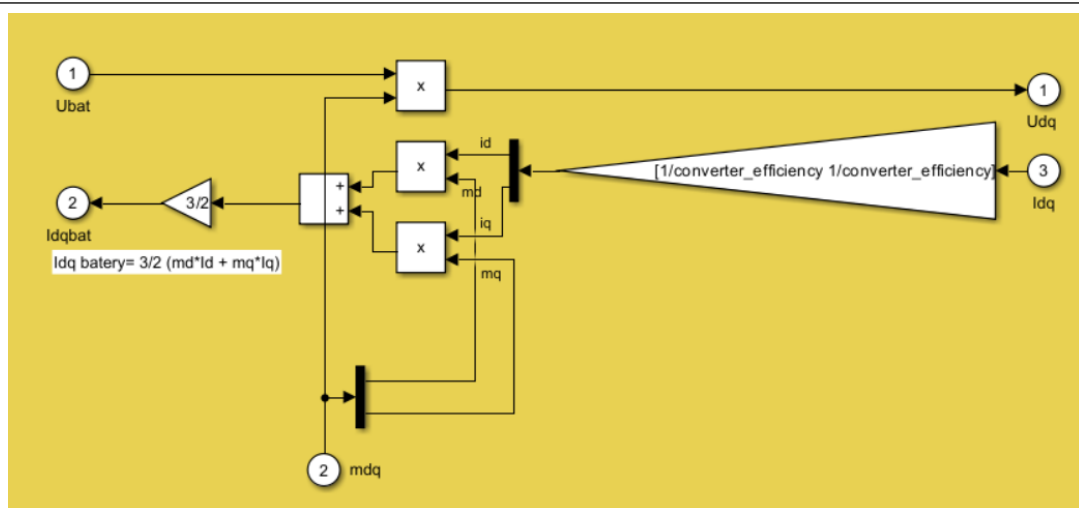 1
Ubat
x
1
Udq
id
x
md
[1/converter_efficiency 1/converter_efficiency]
3
Idq
+
+
3/2
2
Idqbat
iq
x
mq
Idq batery= 3/2 (md*Id + mq*Iq)
2
mdq